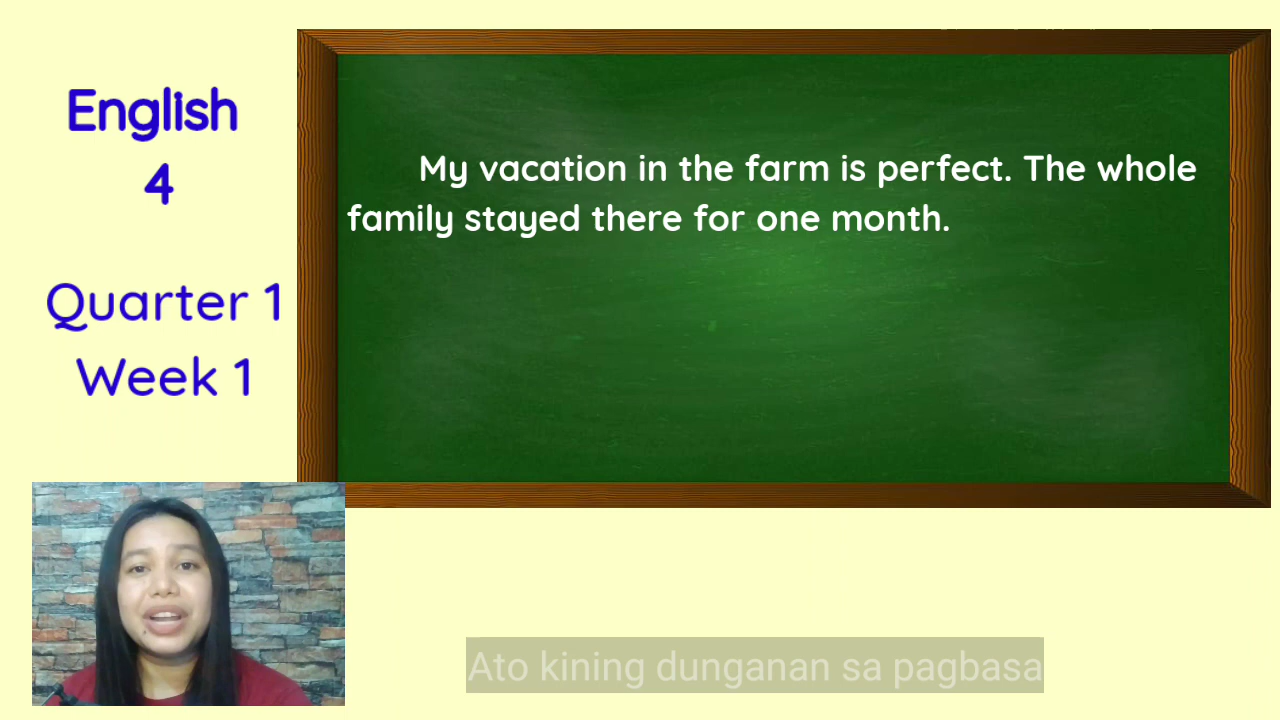 English
4
Quarter 1
Week 1
My vacation in the farm is perfect. The whole
family stayed there for one month.
Ato kining dunganan sa pagbasa